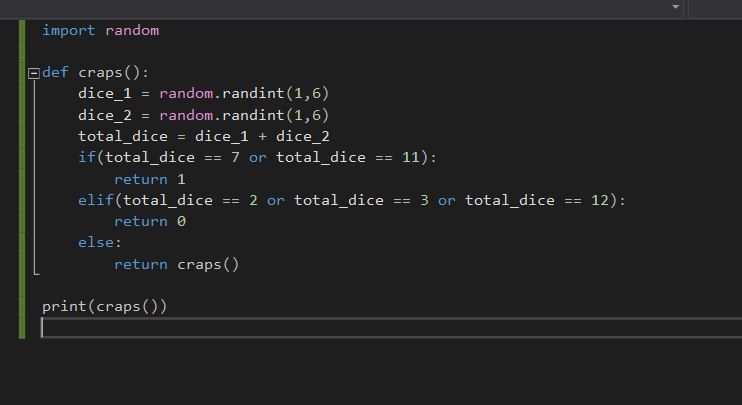 import random
def craps():
dice_1 = random.randint(1,6)
dice_2 = random.randint(1,6)
total_dice = dice_1 + dice_2
if(total_dice == 7 or total_dice == 11):
return 1
elif(total_dice == 2 or total_dice == 3 or total_dice == 12):
return 0
else:
return craps()
print(craps())